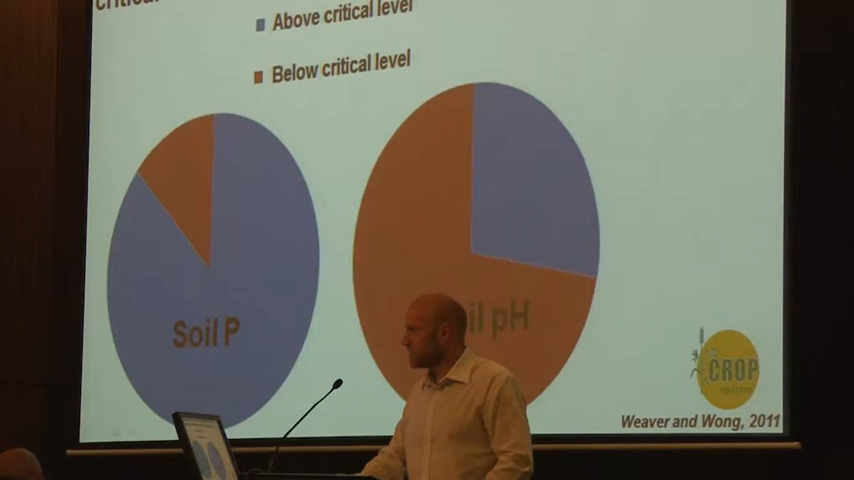 Above critical level
Below critical level
Soil P
il pH
CROP
Weaver and Wong, 2011